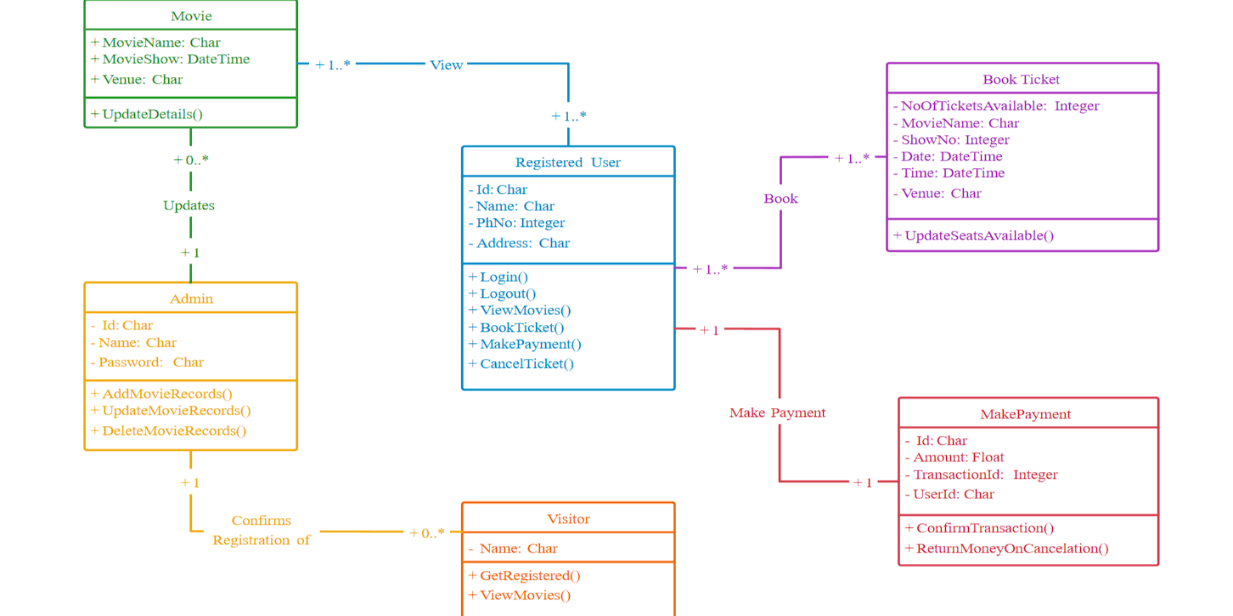 Movie
+ MovieName: Char
+ MovieShow: DateTime
+ Venue: Char
+ UpdateDetails()
+ 1..*
View
+ 1..*
+ 0..*
Updates
+ 1
Registered User
- Id: Char
- Name: Char
- PhNo: Integer
- Address: Char
+ Login()
+ Logout()
+ ViewMovies()
+ BookTicket()
+ MakePayment()
+ CancelTicket()
Book Ticket
- NoOfTicketsAvailable: Integer
- MovieName: Char
- ShowNo: Integer
- Date: DateTime
- Time: DateTime
- Venue: Char
+ UpdateSeatsAvailable()
+ 1..*
Book
+ 1..*
Admin
- Id: Char
- Name: Char
- Password: Char
+ AddMovieRecords()
+ UpdateMovieRecords()
+ DeleteMovieRecords()
+ 1
Make Payment
+ 1
MakePayment
- Id: Char
- Amount: Float
- TransactionId: Integer
- UserId: Char
+ ConfirmTransaction()
+ ReturnMoneyOnCancelation()
+ 1
Confirms
Registration of
+ 0..*
Visitor
- Name: Char
+ GetRegistered()
+ ViewMovies()